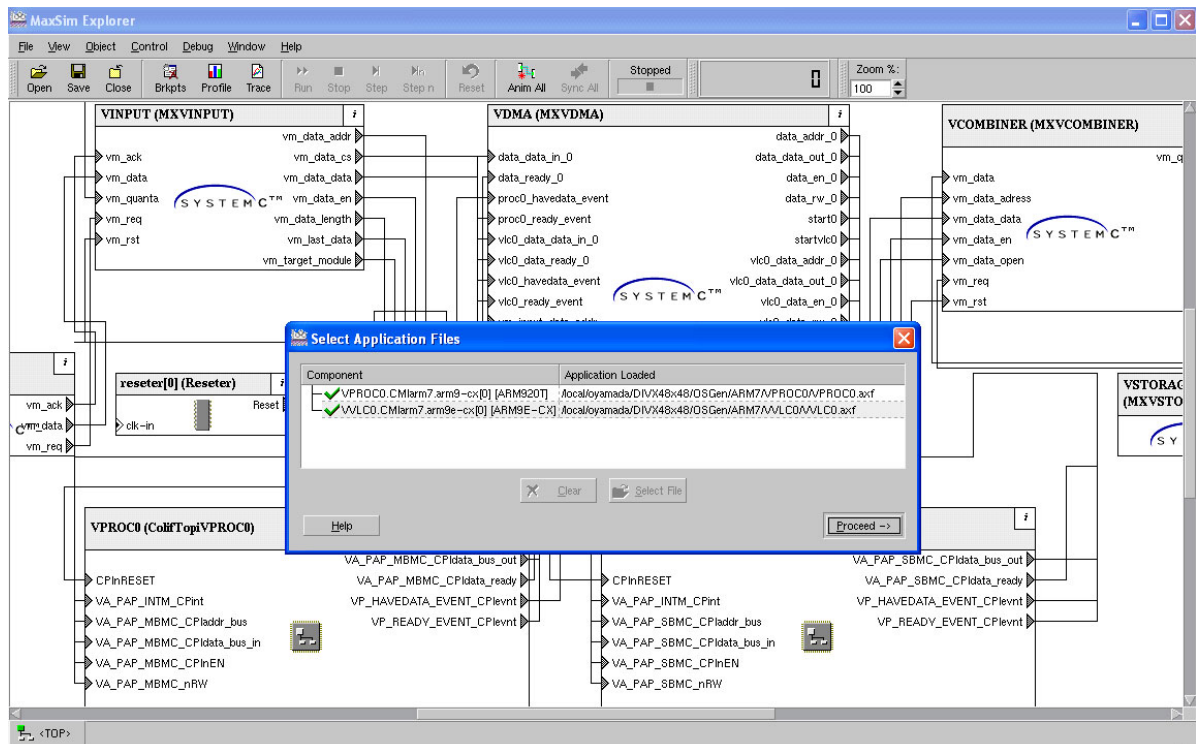 MaxSim Explorer
File View Object Control Debug Window Help
Open Save Close Brkpts Profile Trace Run Stop Step Step n Reset Anim All Sync All Stopped 0 Zoom %:
100
VINPUT (MXVINPUT) i
vm_data_addr
vm_ack vm_data_cs
vm_data vm_data_data
vm_quanta vm_data_en
vm_req vm_data_length
vm_rst vm_last_data
vm_target_module
SYSTEMC™
VDMA (MXVDMA) i
data_addr_0
data_data_in_0 data_data_out_0
data_ready_0 data_en_0
proc0_havedata_event data_rw_0
proc0_ready_event start0
vlc0_data_data_in_0 startvlc0
vlc0_data_ready_0 vlc0_data_addr_0
vlc0_havedata_event vlc0_data_data_out_0
vlc0_ready_event vlc0_data_en_0
SYSTEMC™
VCOMBINER (MXVCOMBINER)
vm_q
vm_data
vm_data_adress
vm_data_data
vm_data_en
vm_data_open
vm_req
vm_rst
SYSTEMC™
Select Application Files
Component Application Loaded
VPROC0.CMIarm7.arm9-cx[0] [ARM920T] /local/oyamada/DIVX48x48/OSGen/ARM7/VPROC0/VPROC0.axf
VVLC0.CMIarm7.arm9e-cx[0] [ARM9E-CX] /local/oyamada/DIVX48x48/OSGen/ARM7/VVLC0/VVLC0.axf
Clear Select File
Help Proceed ->
i
vm_ack
vm_data
vm_req
reseter[0] (Reseter) i
Reset
clk-in
VSTORAG
(MXVSTO
S Y
VPROC0 (ColifTopiVPROC0)
VA_PAP_MBMC_CPIdata_bus_out
CPInRESET VA_PAP_MBMC_CPIdata_ready
VA_PAP_INTM_CPint VP_HAVEDATA_EVENT_CPIevnt
VA_PAP_MBMC_CPIaddr_bus VP_READY_EVENT_CPIevnt
VA_PAP_MBMC_CPIdata_bus_in
VA_PAP_MBMC_CPInEN
VA_PAP_MBMC_nRW
i
VA_PAP_SBMC_CPIdata_bus_out
CPInRESET VA_PAP_SBMC_CPIdata_ready
VA_PAP_INTM_CPint VP_HAVEDATA_EVENT_CPIevnt
VA_PAP_SBMC_CPIaddr_bus VP_READY_EVENT_CPIevnt
VA_PAP_SBMC_CPIdata_bus_in
VA_PAP_SBMC_CPInEN
VA_PAP_SBMC_nRW
<TOP>